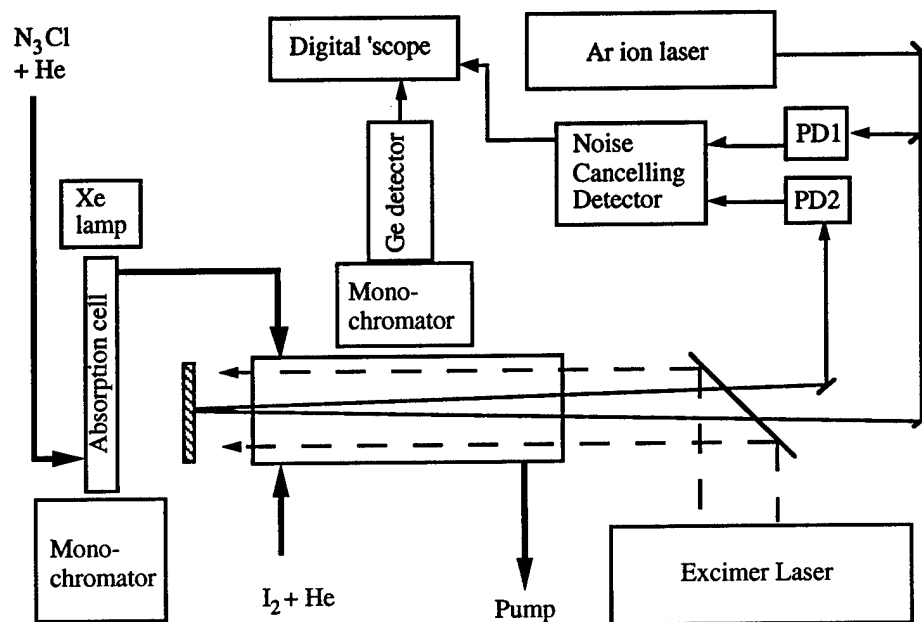 N₃Cl
+ He
Digital 'scope
Ar ion laser
PD1
Noise
Cancelling
Detector
PD2
Xe
lamp
Ge detector
Absorption cell
Mono-
chromator
Mono-
chromator
I₂ + He
Pump
Excimer Laser